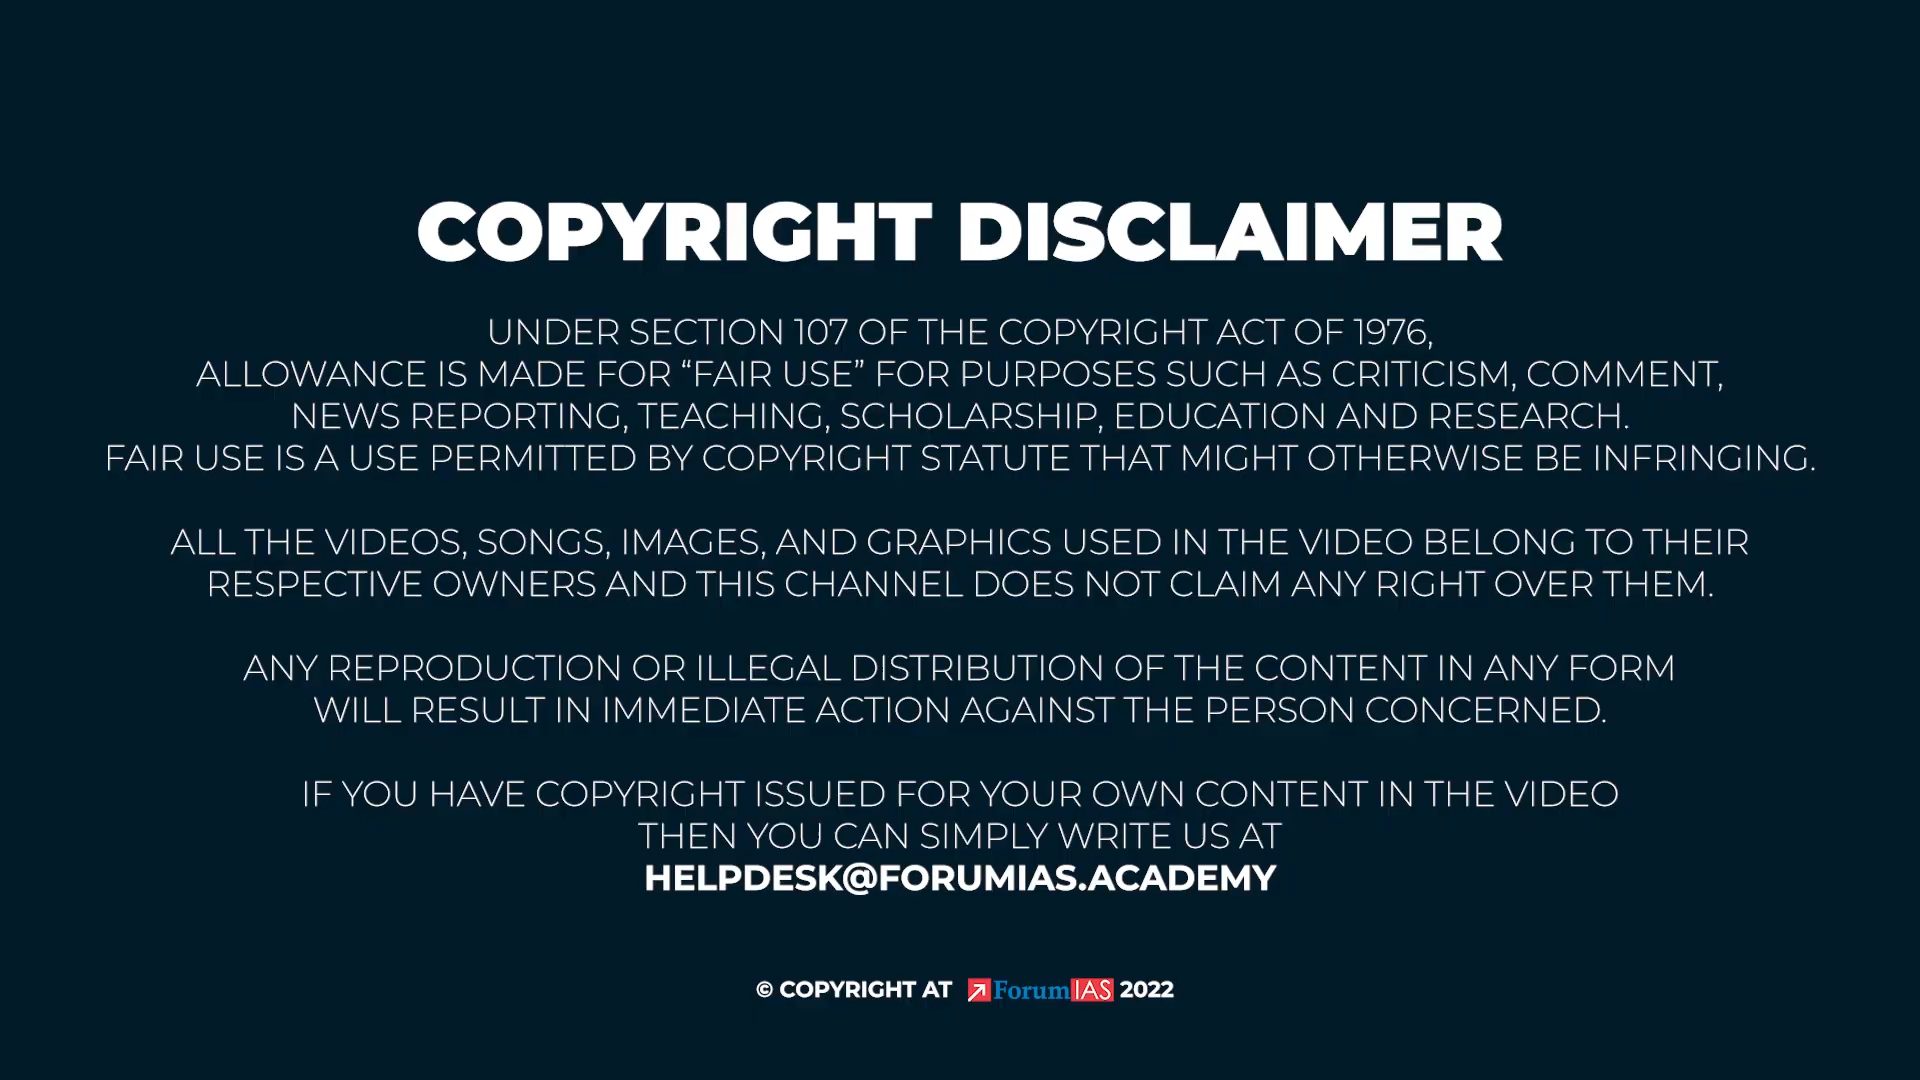 COPYRIGHT DISCLAIMER
UNDER SECTION 107 OF THE COPYRIGHT ACT OF 1976,
ALLOWANCE IS MADE FOR “FAIR USE” FOR PURPOSES SUCH AS CRITICISM, COMMENT,
NEWS REPORTING, TEACHING, SCHOLARSHIP, EDUCATION AND RESEARCH.
FAIR USE IS A USE PERMITTED BY COPYRIGHT STATUTE THAT MIGHT OTHERWISE BE INFRINGING.
ALL THE VIDEOS, SONGS, IMAGES, AND GRAPHICS USED IN THE VIDEO BELONG TO THEIR
RESPECTIVE OWNERS AND THIS CHANNEL DOES NOT CLAIM ANY RIGHT OVER THEM.
ANY REPRODUCTION OR ILLEGAL DISTRIBUTION OF THE CONTENT IN ANY FORM
WILL RESULT IN IMMEDIATE ACTION AGAINST THE PERSON CONCERNED.
IF YOU HAVE COPYRIGHT ISSUED FOR YOUR OWN CONTENT IN THE VIDEO
THEN YOU CAN SIMPLY WRITE US AT
HELPDESK@FORUMIAS.ACADEMY
© COPYRIGHT AT ForumIAS 2022